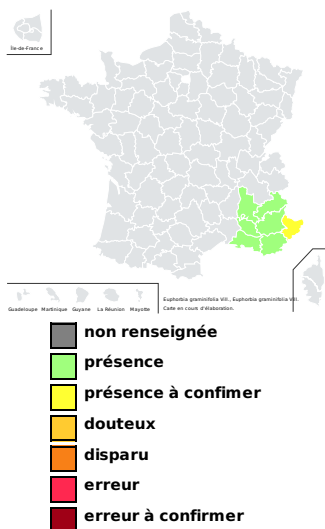 Île-de-France
Guadeloupe Martinique Guyane La Réunion Mayotte
Euphorbia graminifolia Vill., Euphorbia graminifolia Vill.
Carte en cours d'élaboration.
non renseignée
présence
présence à confimer
douteux
disparu
erreur
erreur à confirmer